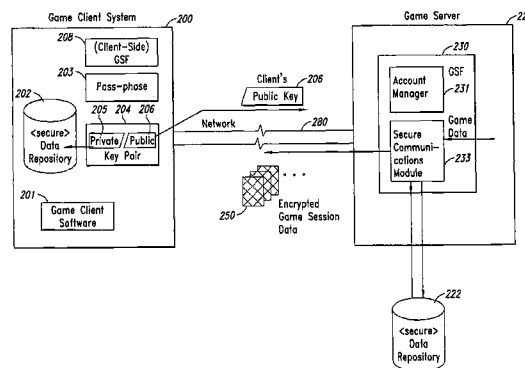 Game Client System
200
Game Server
22
208
(Client-Side)
GSF
203
Pass-phase
202
205
204
206
Private
Public
Key Pair
<secure>
Data
Repository
201
Game Client
Software
Client's
206
Public Key
Network
280
250
Encrypted
Game Session
Data
230
GSF
Account
Manager
231
Game
Data
Secure
Communi-
cations
Module
233
222
<secure>
Data
Repository